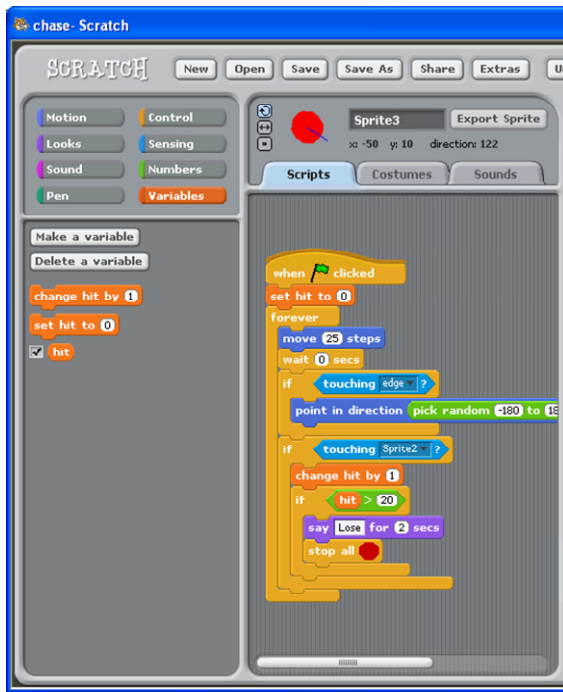 chase- Scratch
SCRATCH New Open Save Save As Share Extras
Motion Control
Looks Sensing
Sound Numbers
Pen Variables
Make a variable
Delete a variable
change hit by 1
set hit to 0
hit
Sprite3 Export Sprite
x: -50 y: 10 direction: 122
Scripts Costumes Sounds
when clicked
set hit to 0
forever
move 25 steps
wait 0 secs
if touching edge ?
point in direction pick random -180 to 18
if touching Sprite2 ?
change hit by 1
if hit > 20
say Lose for 2 secs
stop all